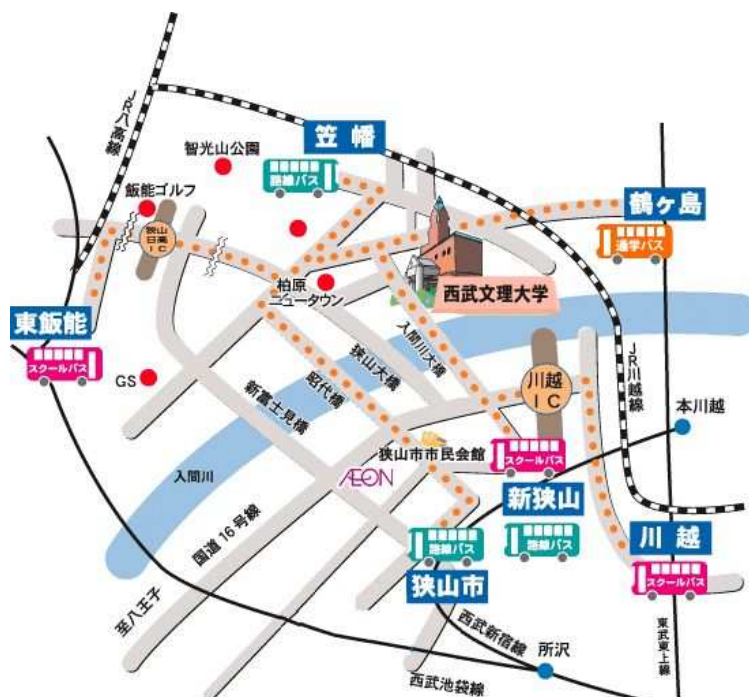 JR八高線
笠幡
智光山公園
路線バス
飯能ゴルフ
鶴ヶ島
狭山
日高
IC
通学バス
柏原
ニュータウン
西武文理大学
東飯能
スクールバス
入間川大橋
狭山大橋
川越
IC
JR川越線
昭代橋
GS
新富士見橋
本川越
狭山市市民会館
スクールバス
入間川
ÆON
新狭山
国道16号線
路線バス
路線バス
川越
スクールバス
狭山市
至八王子
西武新宿線
所沢
東武東上線
西武池袋線